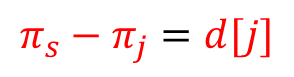 π_s − π_j = d[j]